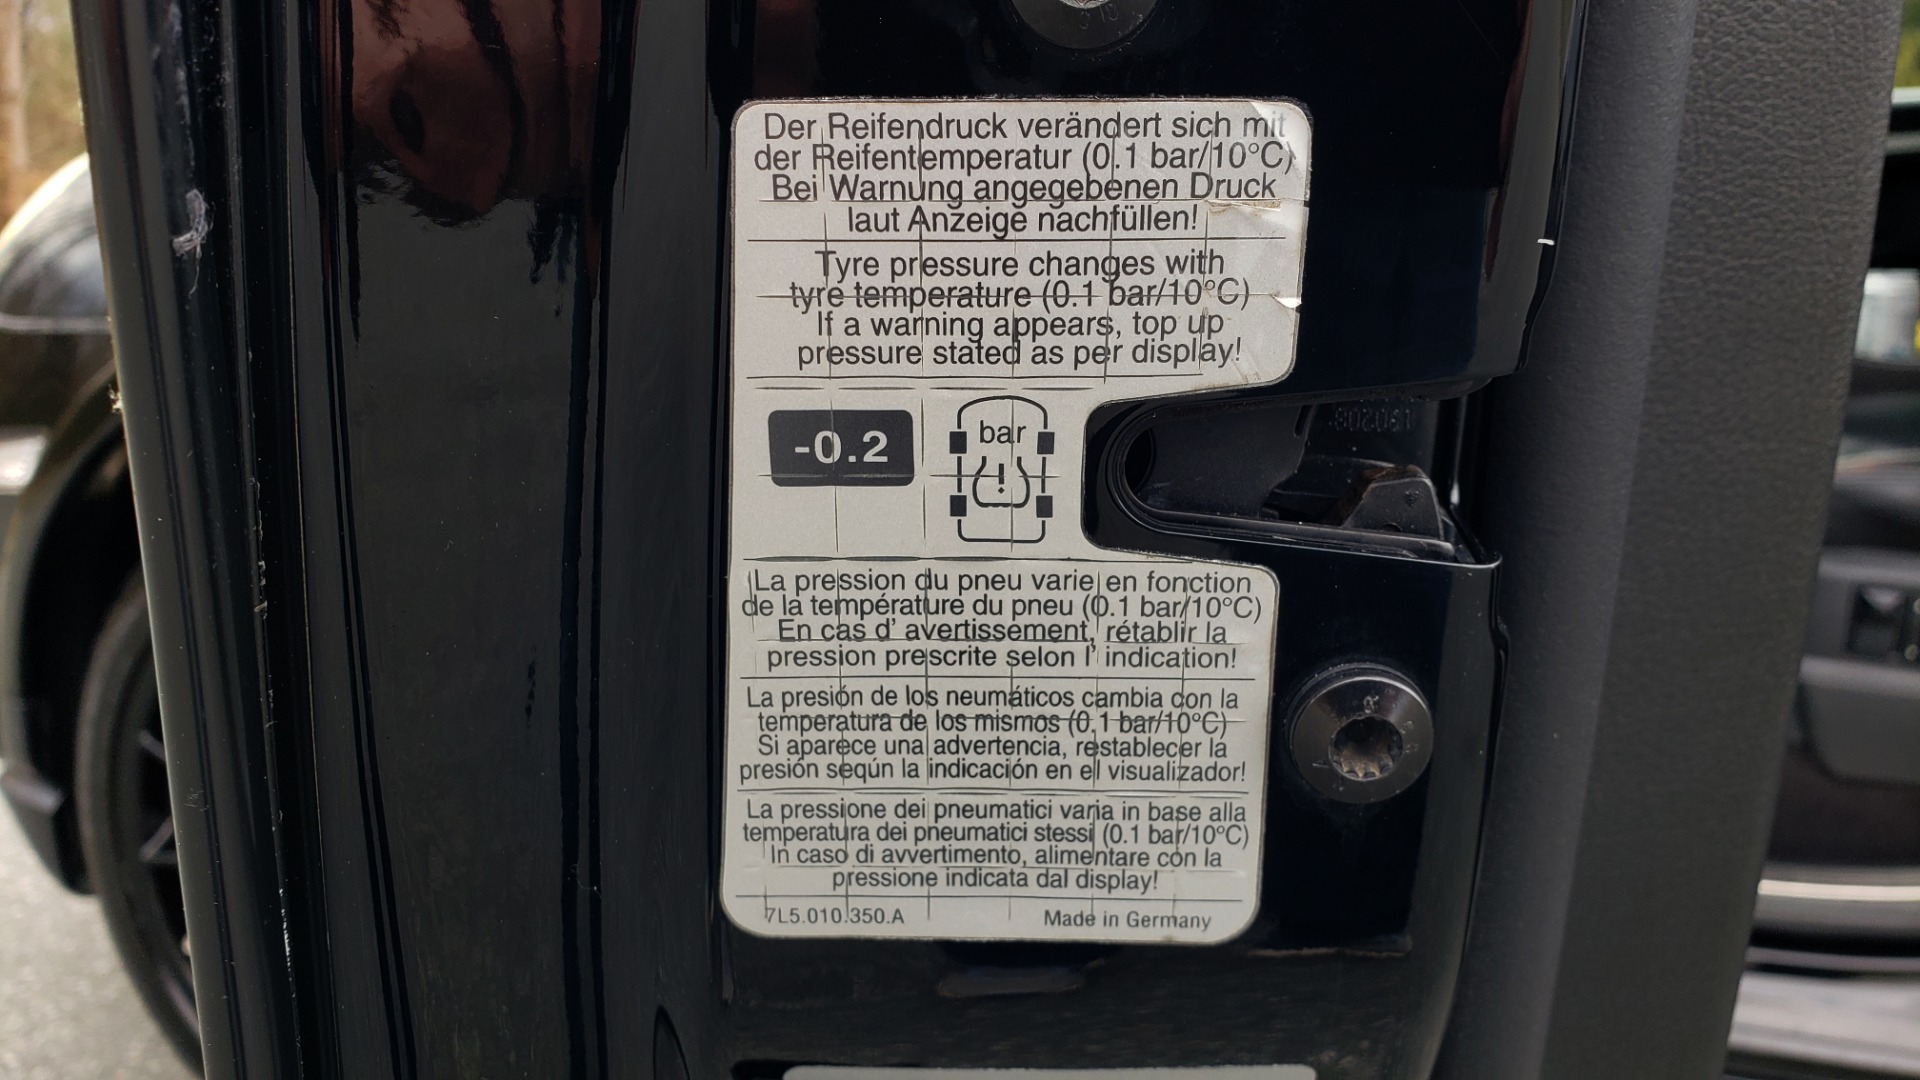 Der Reifendruck verändert sich mit
der Reifentemperatur (0.1 bar/10°C)
Bei Warnung angegebenen Druck
laut Anzeige nachfüllen!
Tyre pressure changes with
tyre temperature (0.1 bar/10°C)
If a warning appears, top up
pressure stated as per display!
-0.2
bar
!
La pression du pneu varie en fonction
de la température du pneu (0.1 bar/10°C)
En cas d' avertissement, rétablir la
pression prescrite selon l' indication!
La presión de los neumáticos cambia con la
temperatura de los mismos (0.1 bar/10°C)
Si aparece una advertencia, restablecer la
presión según la indicación en el visualizador!
La pressione dei pneumatici varia in base alla
temperatura dei pneumatici stessi (0.1 bar/10°C)
In caso di avvertimento, alimentare con la
pressione indicata dal display!
7L5.010.350.A Made in Germany